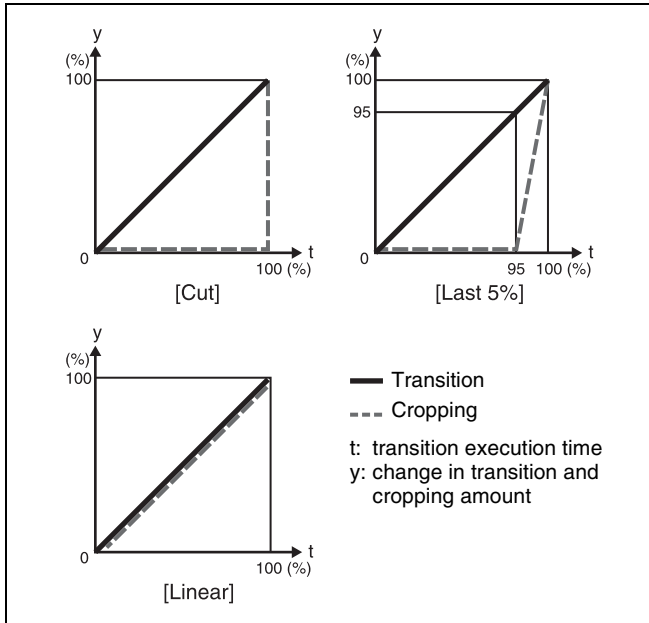 y
(%)
100
0
t
100 (%)
[Cut]
y
(%)
100
95
0
t
95 100 (%)
[Last 5%]
y
(%)
100
0
t
100 (%)
[Linear]
Transition
Cropping
t: transition execution time
y: change in transition and
cropping amount